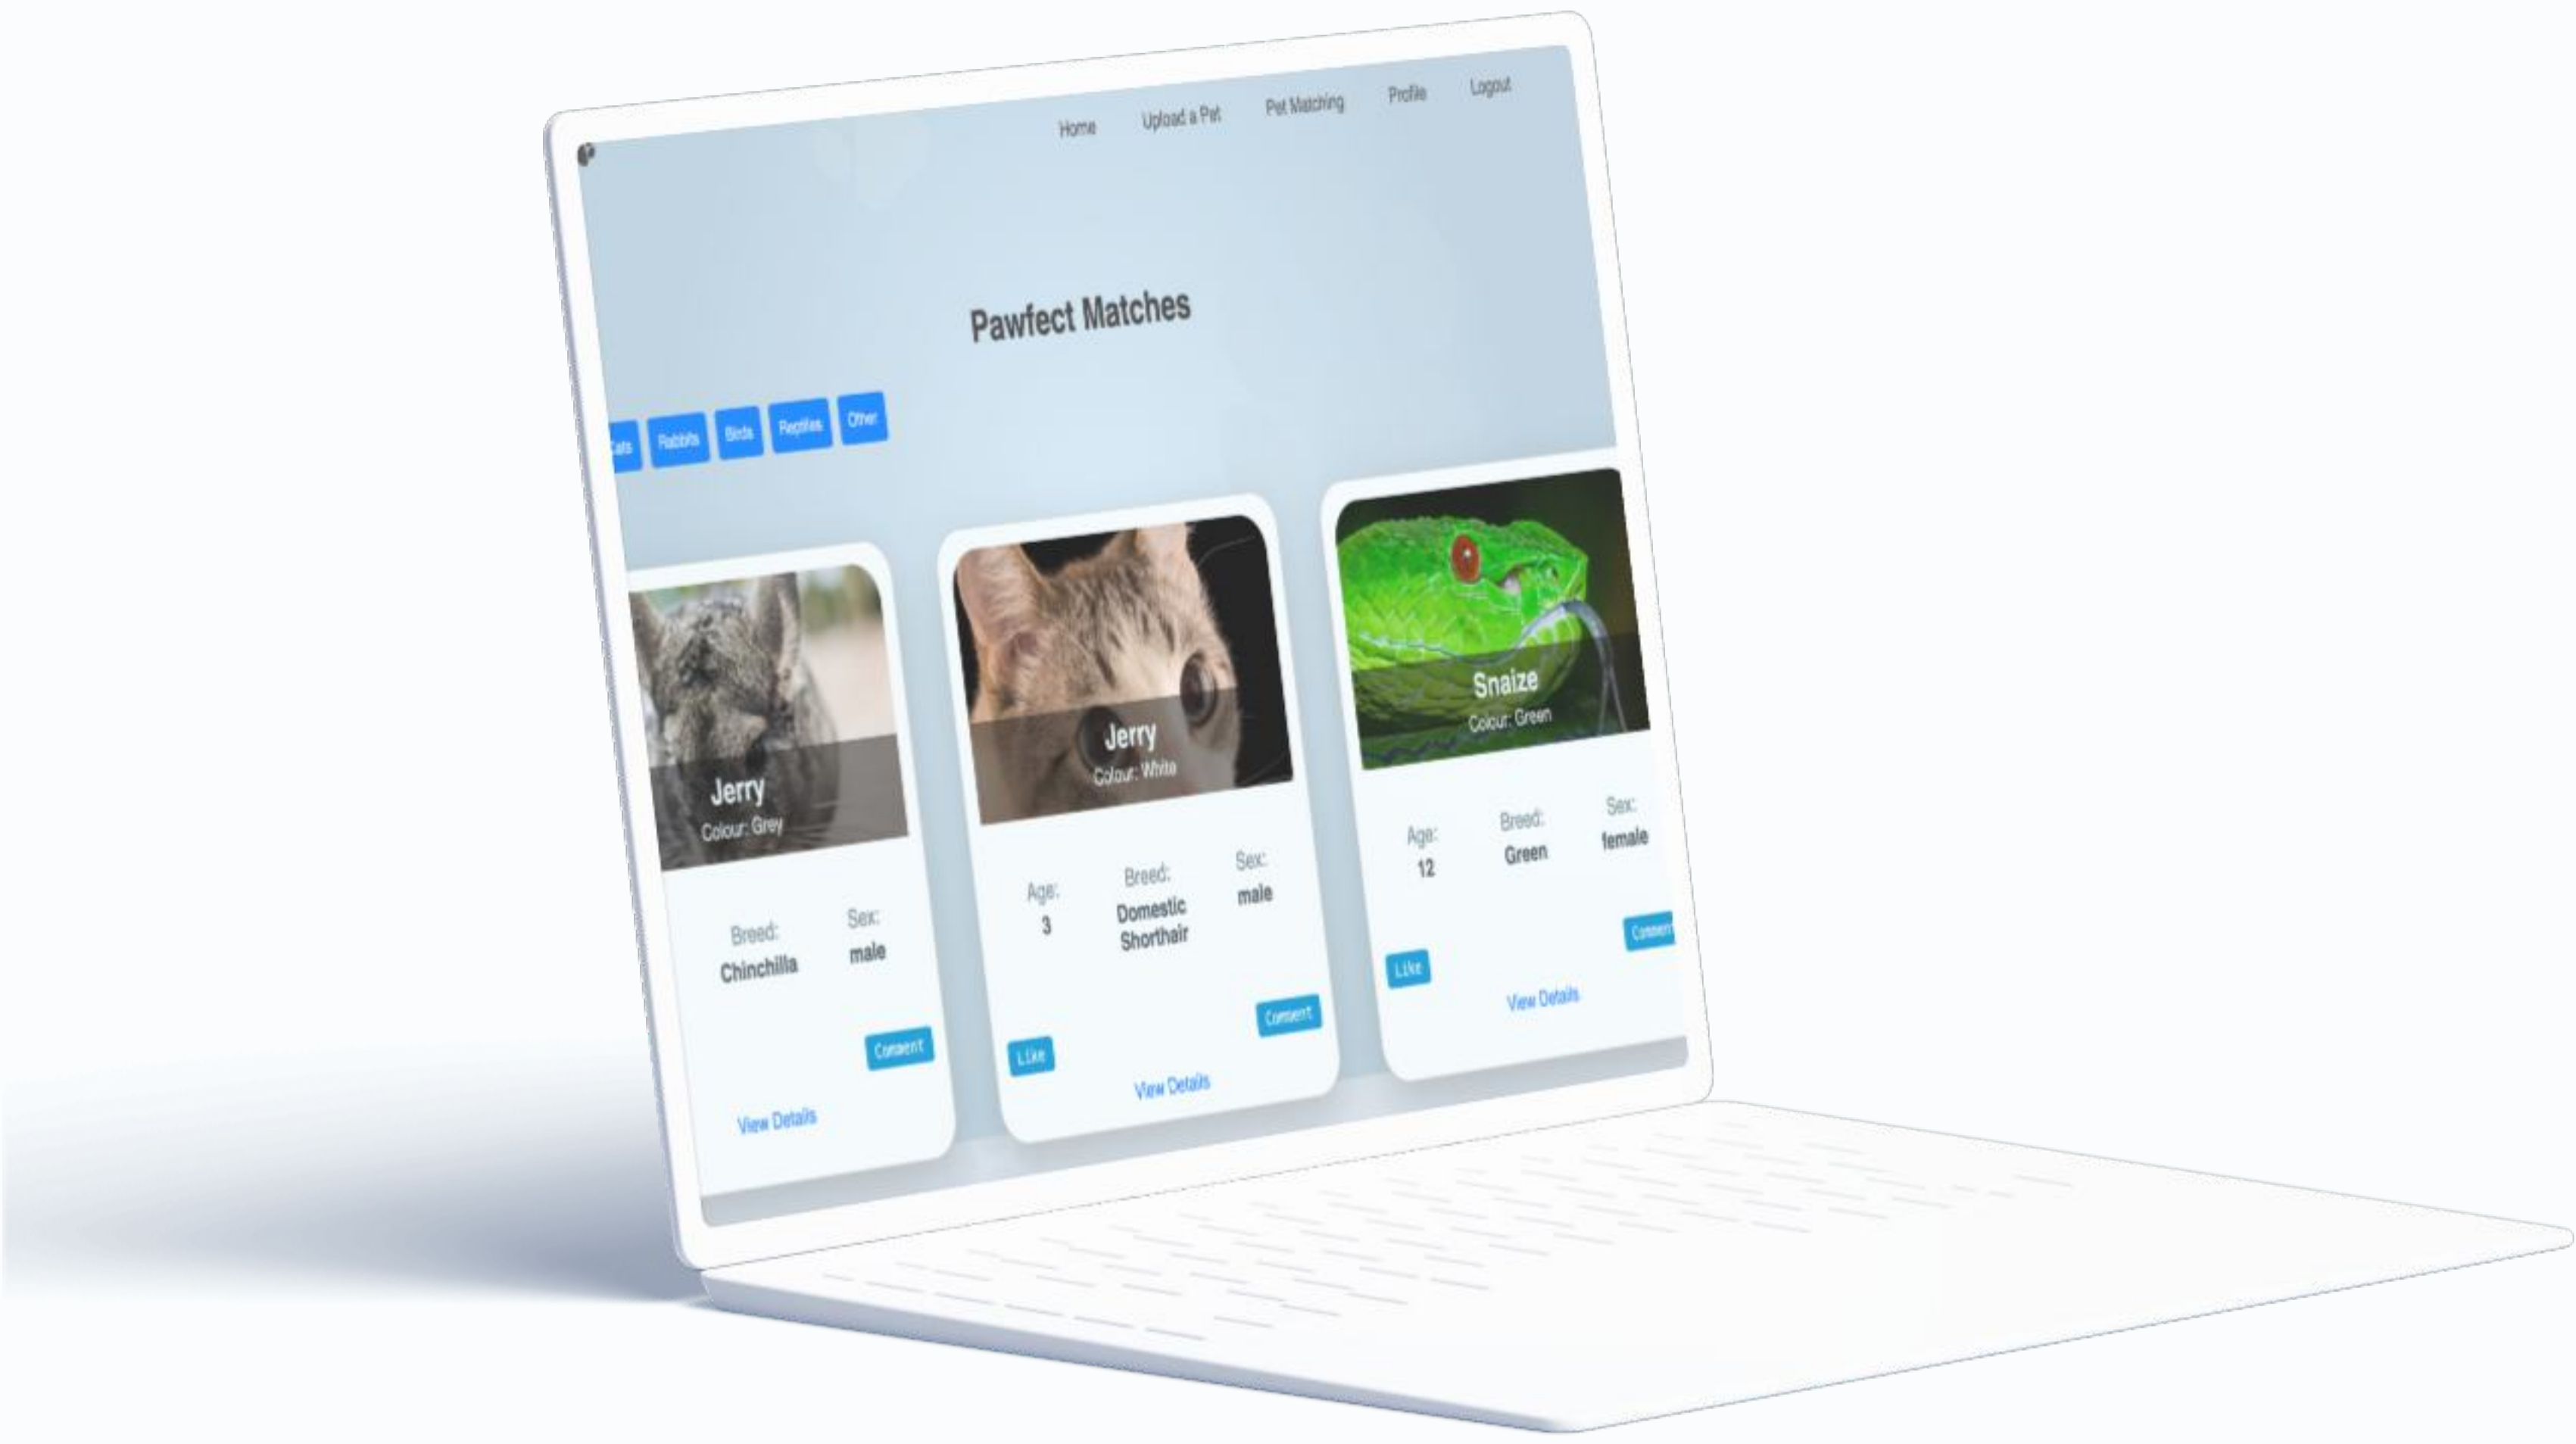 Home
Upload a Pet
Pet Matching
Profile
Logout
Pawfect Matches
Cats
Rabbits
Birds
Reptiles
Other
Jerry
Colour: Grey
Breed:
Chinchilla
Sex:
male
Comment
View Details
Jerry
Colour: White
Age:
3
Breed:
Domestic
Shorthair
Sex:
male
Like
Comment
View Details
Snaize
Colour: Green
Age:
12
Breed:
Green
Sex:
female
Like
Comment
View Details